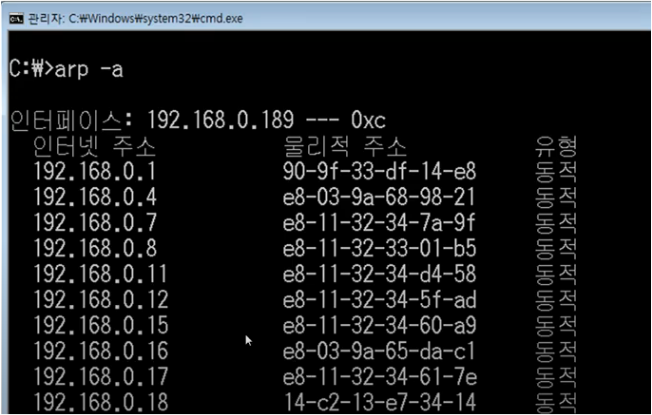 관리자: C:₩Windows₩system32₩cmd.exe
C:₩>arp -a
인터페이스: 192.168.0.189 --- 0xc
인터넷 주소 물리적 주소 유형
192.168.0.1 90-9f-33-df-14-e8 동적
192.168.0.4 e8-03-9a-68-98-21 동적
192.168.0.7 e8-11-32-34-7a-9f 동적
192.168.0.8 e8-11-32-33-01-b5 동적
192.168.0.11 e8-11-32-34-d4-58 동적
192.168.0.12 e8-11-32-34-5f-ad 동적
192.168.0.15 e8-11-32-34-60-a9 동적
192.168.0.16 e8-03-9a-65-da-c1 동적
192.168.0.17 e8-11-32-34-61-7e 동적
192.168.0.18 14-c2-13-e7-34-14 동적